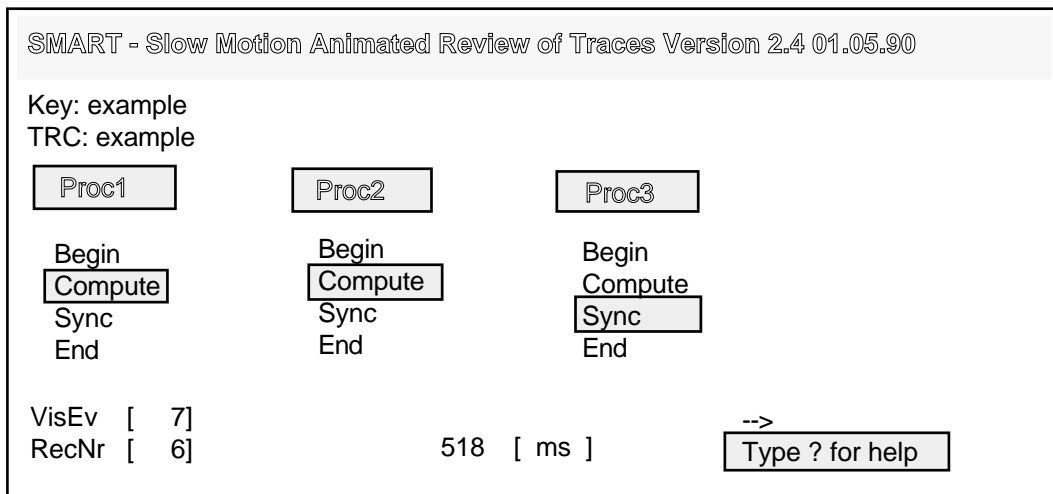 SMART - Slow Motion Animated Review of Traces Version 2.4 01.05.90
Key: example
TRC: example
Proc1 Proc2 Proc3
Begin Begin Begin
Compute Compute Compute
Sync Sync Sync
End End End
VisEv [ 7] -->
RecNr [ 6] 518 [ ms ] Type ? for help